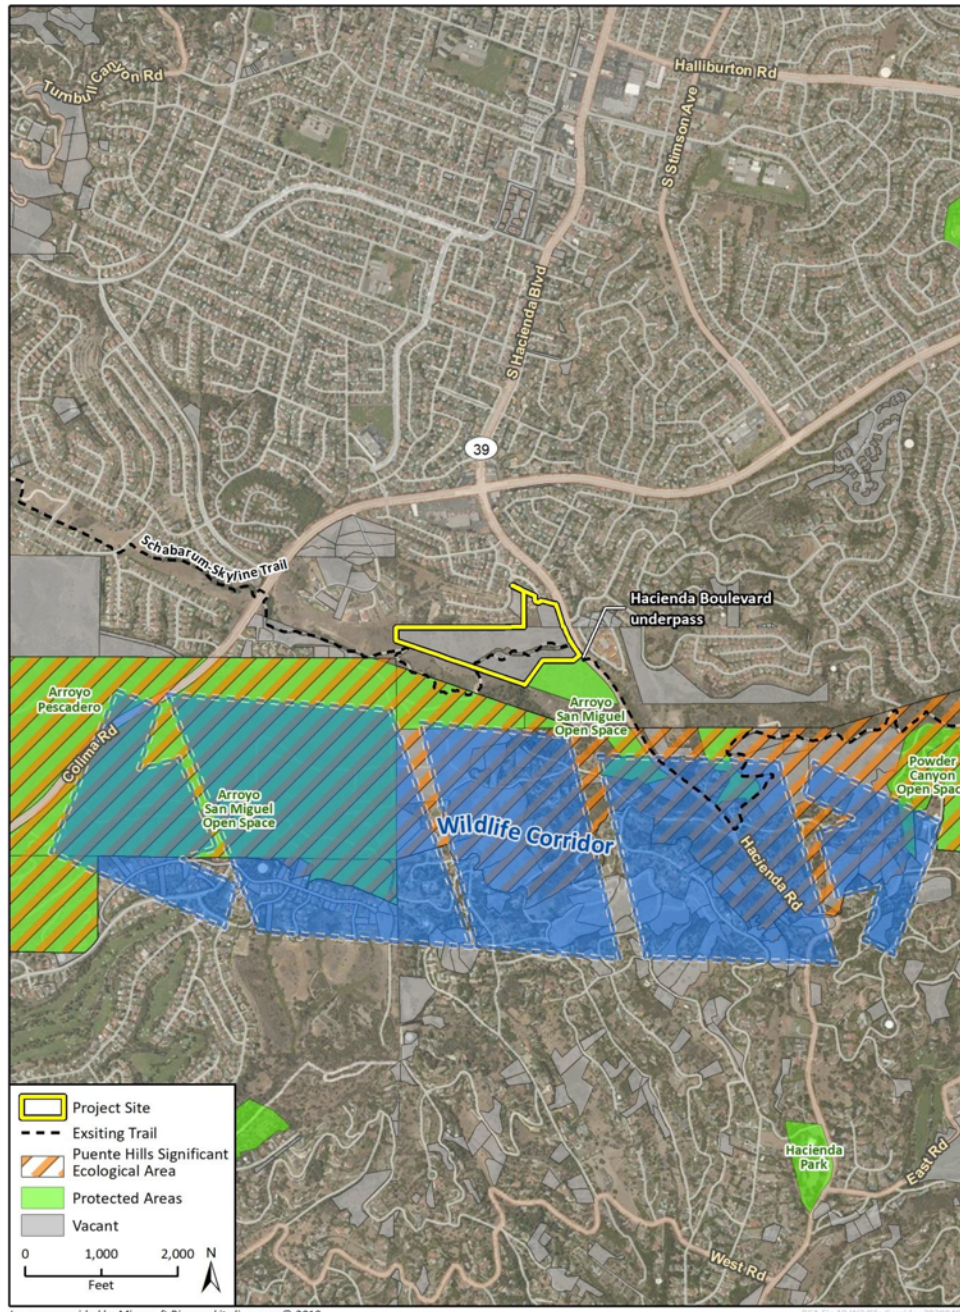 Turnbull Canyon Rd
Halliburton Rd
S Stimson Ave
S Hacienda Blvd
39
Schabarum-Skyline Trail
Hacienda Boulevard
underpass
Arroyo
Pescadero
Arroyo
San Miguel
Open Space
Colima Rd
Powder
Canyon
Open Spac
Arroyo
San Miguel
Open Space
Wildlife Corridor
Hacienda Rd
Project Site
Exsiting Trail
Puente Hills Significant
Ecological Area
Protected Areas
Vacant
0 1,000 2,000 N
Feet
Hacienda
Park
East Rd
West Rd